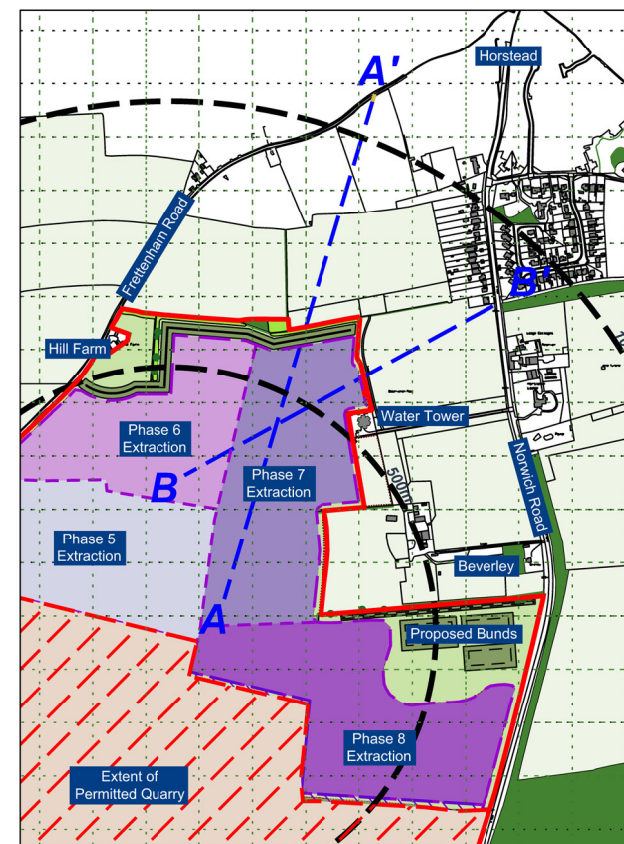 Horstead
A'
Frettenham Road
B'
Hill Farm
Water Tower
Phase 6
Extraction
Phase 7
Extraction
B
500m
Norwich Road
Phase 5
Extraction
Beverley
A
Proposed Bunds
Phase 8
Extraction
Extent of
Permitted Quarry